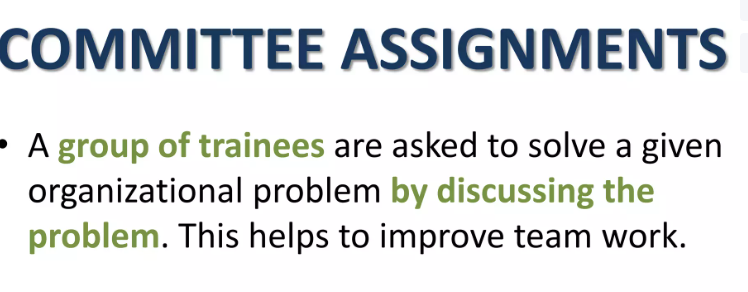 COMMITTEE ASSIGNMENTS
• A group of trainees are asked to solve a given
organizational problem by discussing the
problem. This helps to improve team work.